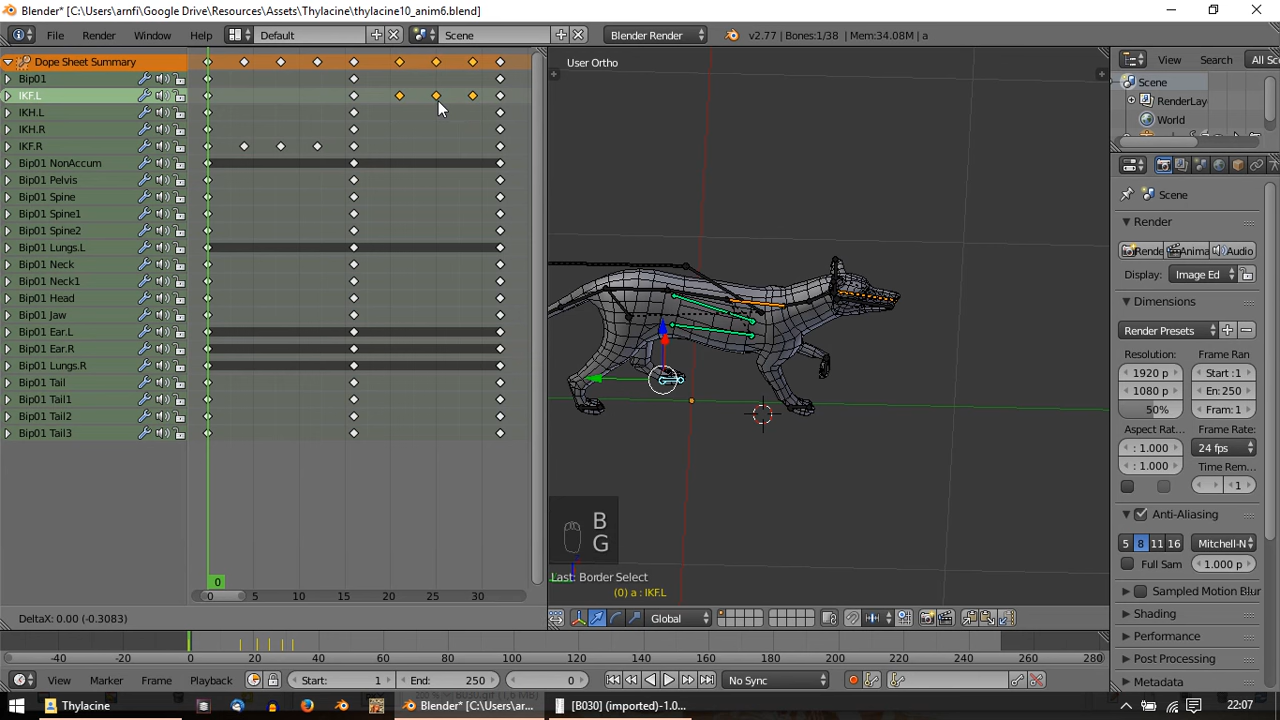 Blender* [C:\Users\arnfi\Google Drive\Resources\Assets\Thylacine\thylacine10_anim6.blend]
File Render Window Help Default Scene Blender Render v2.77 | Bones:1/38 | Mem:34.08M | a
Dope Sheet Summary
Bip01
IKF.L
IKH.L
IKH.R
IKF.R
Bip01 NonAccum
Bip01 Pelvis
Bip01 Spine
Bip01 Spine1
Bip01 Spine2
Bip01 Lungs.L
Bip01 Neck
Bip01 Neck1
Bip01 Head
Bip01 Jaw
Bip01 Ear.L
Bip01 Ear.R
Bip01 Lungs.R
Bip01 Tail
Bip01 Tail1
Bip01 Tail2
Bip01 Tail3
0
0 5 10 15 20 25 30
DeltaX: 0.00 (-0.3083)
User Ortho
B
G
Last: Border Select
(0) a : IKF.L
Global
View Search All Sc
Scene
RenderLay
World
Scene
Render
Rende Anima Audio
Display: Image Ed
Dimensions
Render Presets
Resolution: Frame Ran
1920 p Start :1
1080 p En: 250
50% Fram: 1
Aspect Rat Frame Rate:
: 1.000 24 fps
: 1.000 Time Rem...
1
Anti-Aliasing
5 8 11 16 Mitchell-N
Full Sam : 1.000 p
Sampled Motion Blur
Shading
Performance
Post Processing
Metadata
-40 -20 0 20 40 60 80 100 120 140 160 180 200 220 240 260 280
View Marker Frame Playback Start: 1 End: 250 0 No Sync
Thylacine Blender* [C:\Users\ar... [B030] (imported)-1.0... 22:07